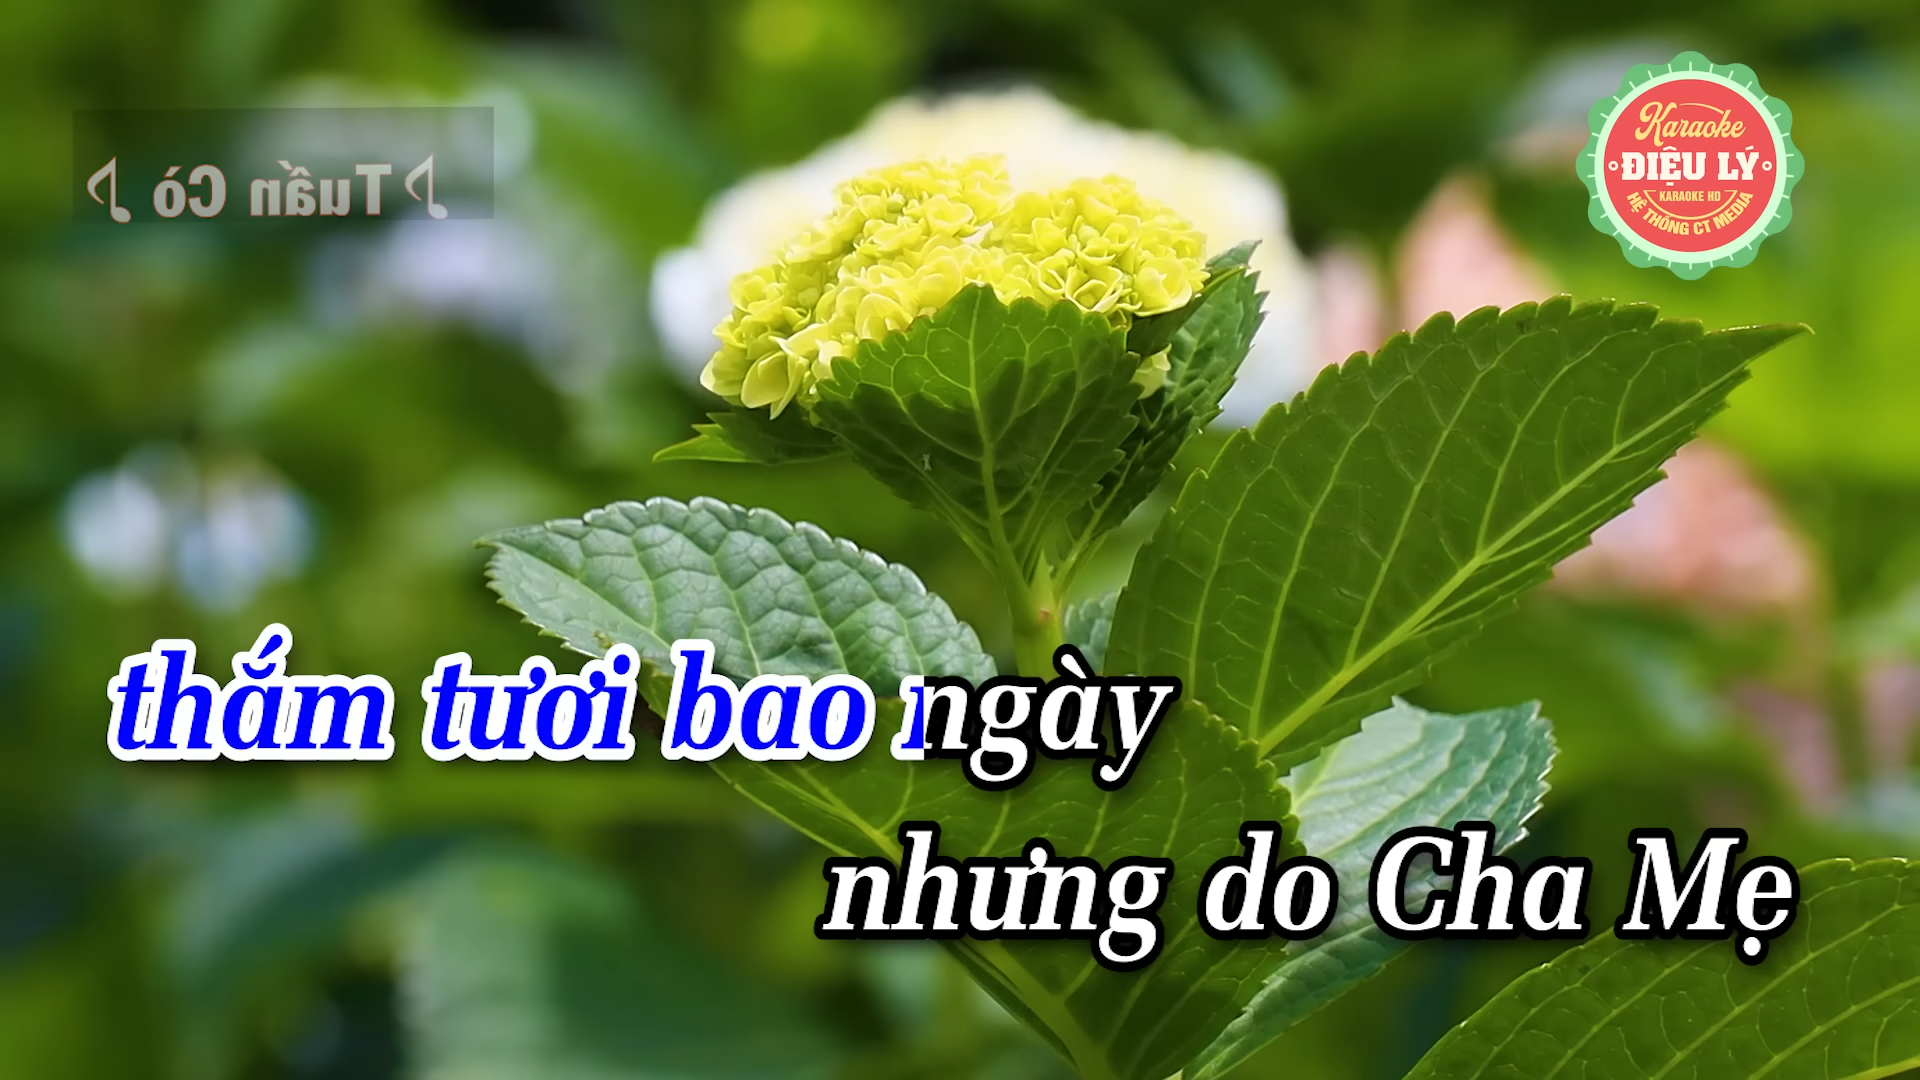 ♪ Tuấn Cò ♪
Karaoke
ĐIỆU LÝ
KARAOKE HD
HỆ THỐNG CT MEDIA
thắm tươi bao ngày
nhưng do Cha Mẹ